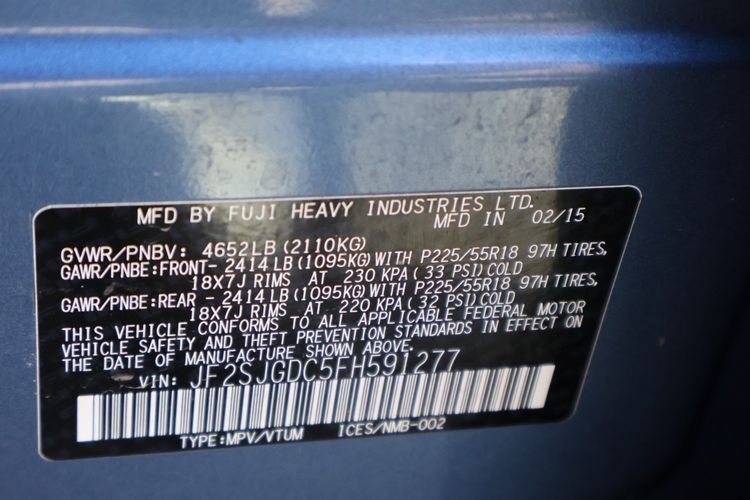 MFD BY FUJI HEAVY INDUSTRIES LTD.
MFD IN 02/15
GVWR/PNBV: 4652LB (2110KG)
GAWR/PNBE:FRONT- 2414LB (1095KG) WITH P225/55R18 97H TIRES,
18X7J RIMS AT 230 KPA (33 PSI) COLD
GAWR/PNBE:REAR - 2414LB (1095KG) WITH P225/55R18 97H TIRES,
18X7J RIMS AT 220 KPA (32 PSI) COLD
THIS VEHICLE CONFORMS TO ALL APPLICABLE FEDERAL MOTOR
VEHICLE SAFETY AND THEFT PREVENTION STANDARDS IN EFFECT ON
THE DATE OF MANUFACTURE SHOWN ABOVE.
VIN: JF2SJGDC5FH591277
TYPE:MPV/VTUM ICES/NMB-002